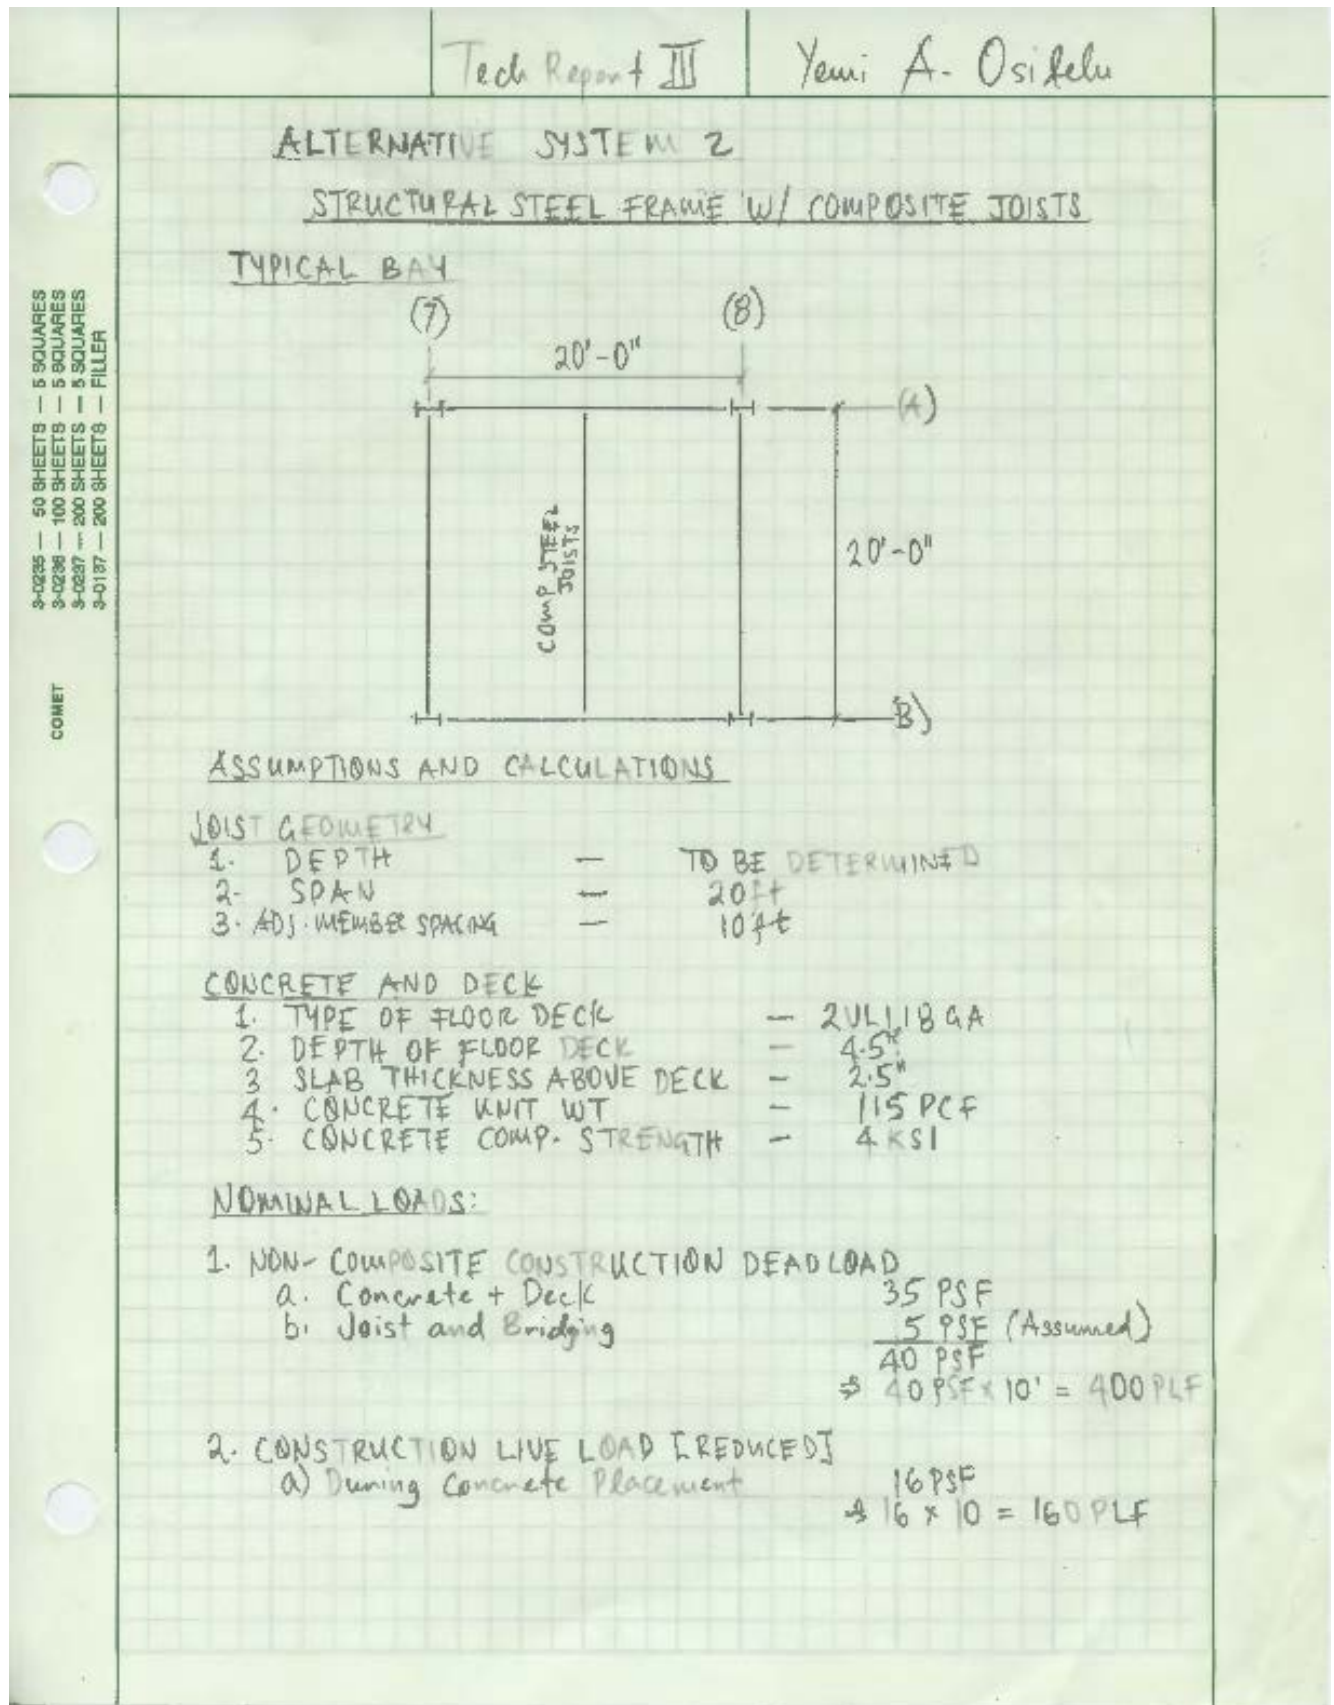 Tech Report III
Yemi A. Osifelu
ALTERNATIVE SYSTEM 2
STRUCTURAL STEEL FRAME W/ COMPOSITE JOISTS
TYPICAL BAY
(7)
(8)
20'-0"
(A)
COMP STEEL
JOISTS
20'-0"
B)
3-0235 — 50 SHEETS — 5 SQUARES
3-0236 — 100 SHEETS — 5 SQUARES
3-0237 — 200 SHEETS — 5 SQUARES
3-0137 — 200 SHEETS — FILLER
COMET
ASSUMPTIONS AND CALCULATIONS
JOIST GEOMETRY
1. DEPTH — TO BE DETERMINED
2- SPAN — 20ft
3. ADJ. MEMBER SPACING — 10ft
CONCRETE AND DECK
1. TYPE OF FLOOR DECK — 2VLI,18GA
2. DEPTH OF FLOOR DECK — 4.5"
3 SLAB THICKNESS ABOVE DECK — 2.5"
4. CONCRETE UNIT WT — 115 PCF
5. CONCRETE COMP. STRENGTH — 4 KSI
NOMINAL LOADS:
1. NON-COMPOSITE CONSTRUCTION DEADLOAD
a. Concrete + Deck 35 PSF
b. Joist and Bridging 5 PSF (Assumed)
40 PSF
⇒ 40PSF × 10' = 400 PLF
2. CONSTRUCTION LIVE LOAD [REDUCED]
a) During Concrete Placement 16PSF
⇒ 16 × 10 = 160 PLF